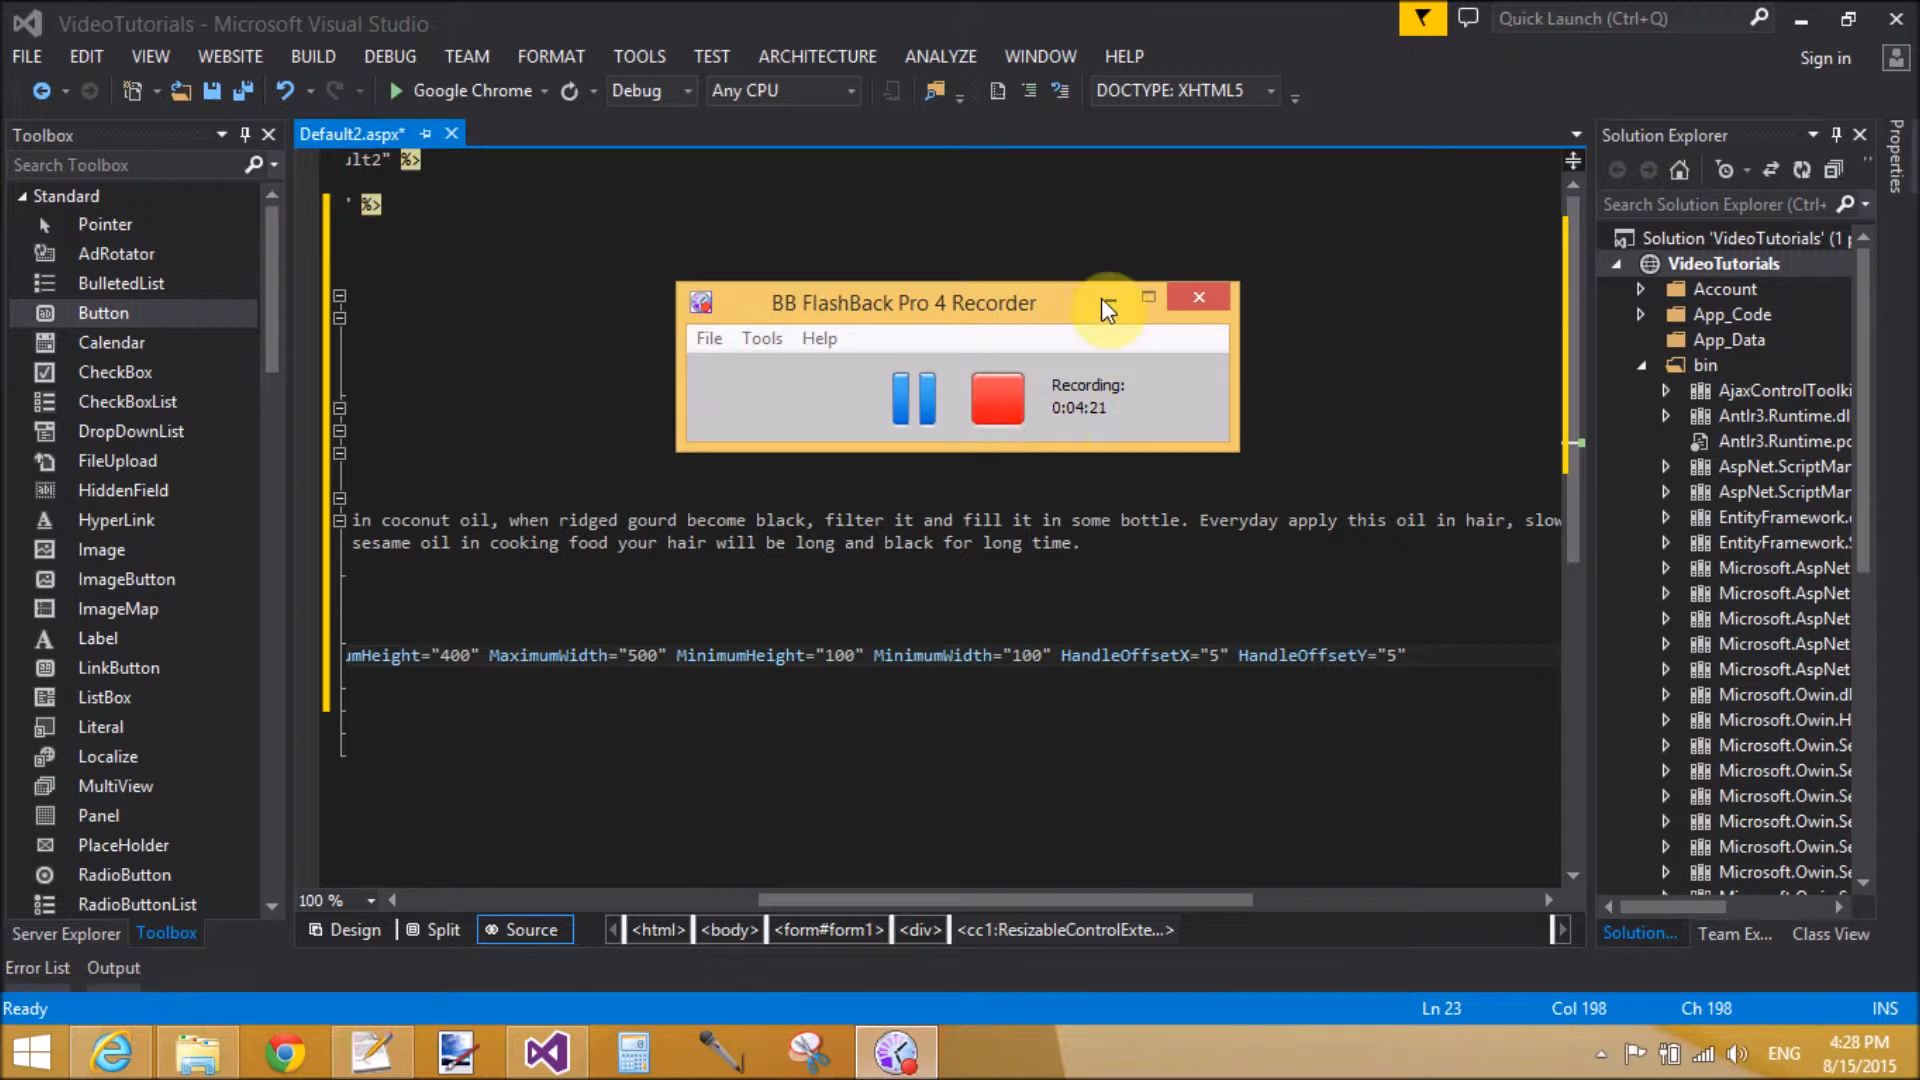 VideoTutorials - Microsoft Visual Studio
Quick Launch (Ctrl+Q)
FILE EDIT VIEW WEBSITE BUILD DEBUG TEAM FORMAT TOOLS TEST ARCHITECTURE ANALYZE WINDOW HELP
Sign in
Google Chrome Debug Any CPU DOCTYPE: XHTML5
Toolbox
Search Toolbox
Standard
Pointer
AdRotator
BulletedList
Button
Calendar
CheckBox
CheckBoxList
DropDownList
FileUpload
HiddenField
HyperLink
Image
ImageButton
ImageMap
Label
LinkButton
ListBox
Literal
Localize
MultiView
Panel
PlaceHolder
RadioButton
RadioButtonList
Server Explorer Toolbox
Default2.aspx*
ult2" %>
" %>
BB FlashBack Pro 4 Recorder
File Tools Help
Recording:
0:04:21
in coconut oil, when ridged gourd become black, filter it and fill it in some bottle. Everyday apply this oil in hair, slow
sesame oil in cooking food your hair will be long and black for long time.
umHeight="400" MaximumWidth="500" MinimumHeight="100" MinimumWidth="100" HandleOffsetX="5" HandleOffsetY="5"
100 %
Design Split Source <html> <body> <form#form1> <div> <cc1:ResizableControlExte...>
Solution Explorer
Search Solution Explorer (Ctrl+
Solution 'VideoTutorials' (1 p
VideoTutorials
Account
App_Code
App_Data
bin
AjaxControlToolki
Antlr3.Runtime.dl
Antlr3.Runtime.pc
AspNet.ScriptMar
AspNet.ScriptMar
EntityFramework.
EntityFramework.S
Microsoft.AspNet
Microsoft.AspNet
Microsoft.AspNet
Microsoft.AspNet
Microsoft.AspNet
Microsoft.Owin.dl
Microsoft.Owin.H
Microsoft.Owin.Se
Microsoft.Owin.Se
Microsoft.Owin.Se
Microsoft.Owin.Se
Microsoft.Owin.Se
Microsoft.Owin.Se
Solution... Team Ex... Class View
Properties
Error List Output
Ready
Ln 23 Col 198 Ch 198 INS
ENG
4:28 PM
8/15/2015